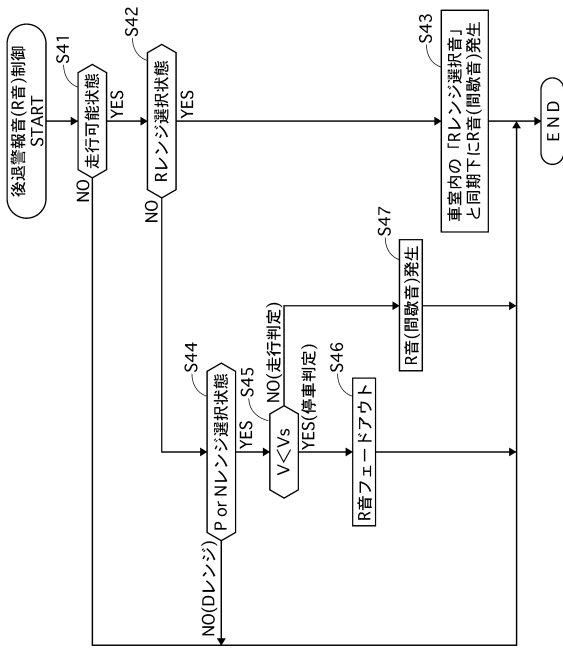 後退警報音(R音)制御
START
S41
走行可能状態
NO
YES
S42
Rレンジ選択状態
NO
YES
S43
車室内の「Rレンジ選択音」
と同期下にR音(間歇音)発生
S44
P or Nレンジ選択状態
NO(Dレンジ)
YES
S45
V<Vs
NO(走行判定)
YES(停車判定)
S46
R音フェードアウト
S47
R音(間歇音)発生
END